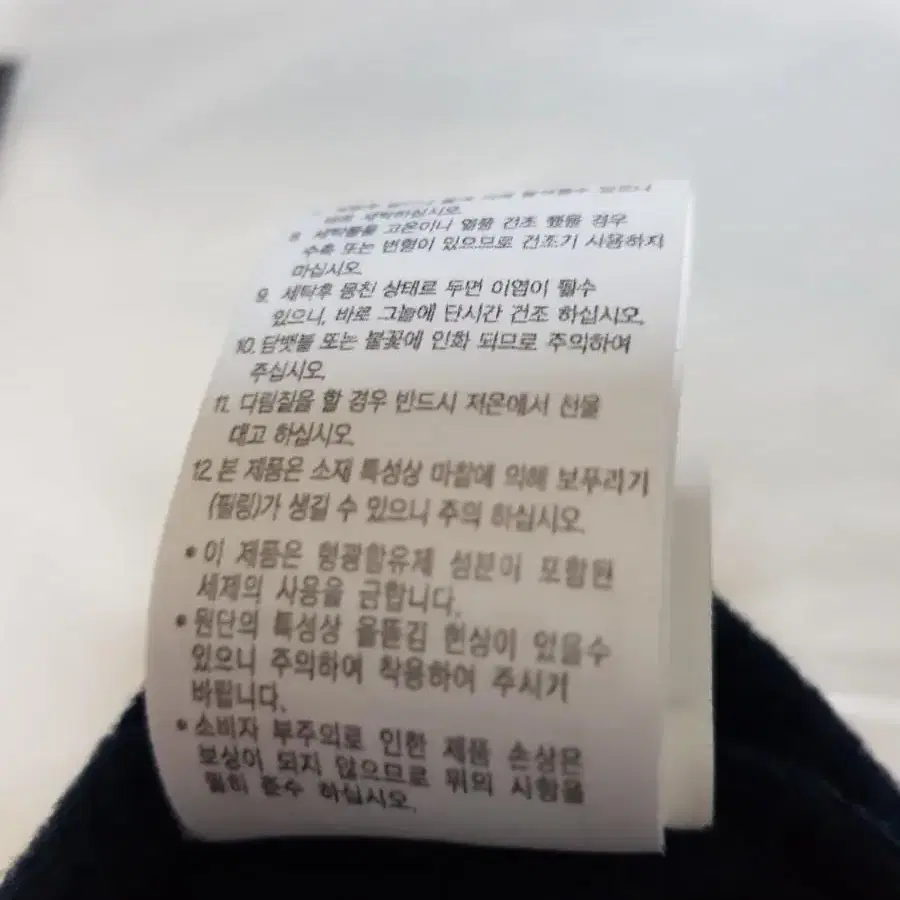 바로 세탁하십시오.
8. 세탁물을 고온이나 열풍 건조 했을 경우
수축 또는 변형이 있으므로 건조기 사용하지
마십시오.
9. 세탁후 뭉친 상태로 두면 이염이 될수
있으니, 바로 그늘에 단시간 건조 하십시오.
10. 담뱃불 또는 불꽃에 인화 되므로 주의하여
주십시오.
11. 다림질을 할 경우 반드시 저온에서 천을
대고 하십시오.
12. 본 제품은 소재 특성상 마찰에 의해 보푸라기
(필링)가 생길 수 있으니 주의 하십시오.
• 이 제품은 형광함유제 성분이 포함된
세제의 사용을 금합니다.
• 원단의 특성상 올뜯김 현상이 있을수
있으니 주의하여 착용하여 주시기
바랍니다.
• 소비자 부주의로 인한 제품 손상은
보상이 되지 않으므로 위의 사항을
필히 준수 하십시오.